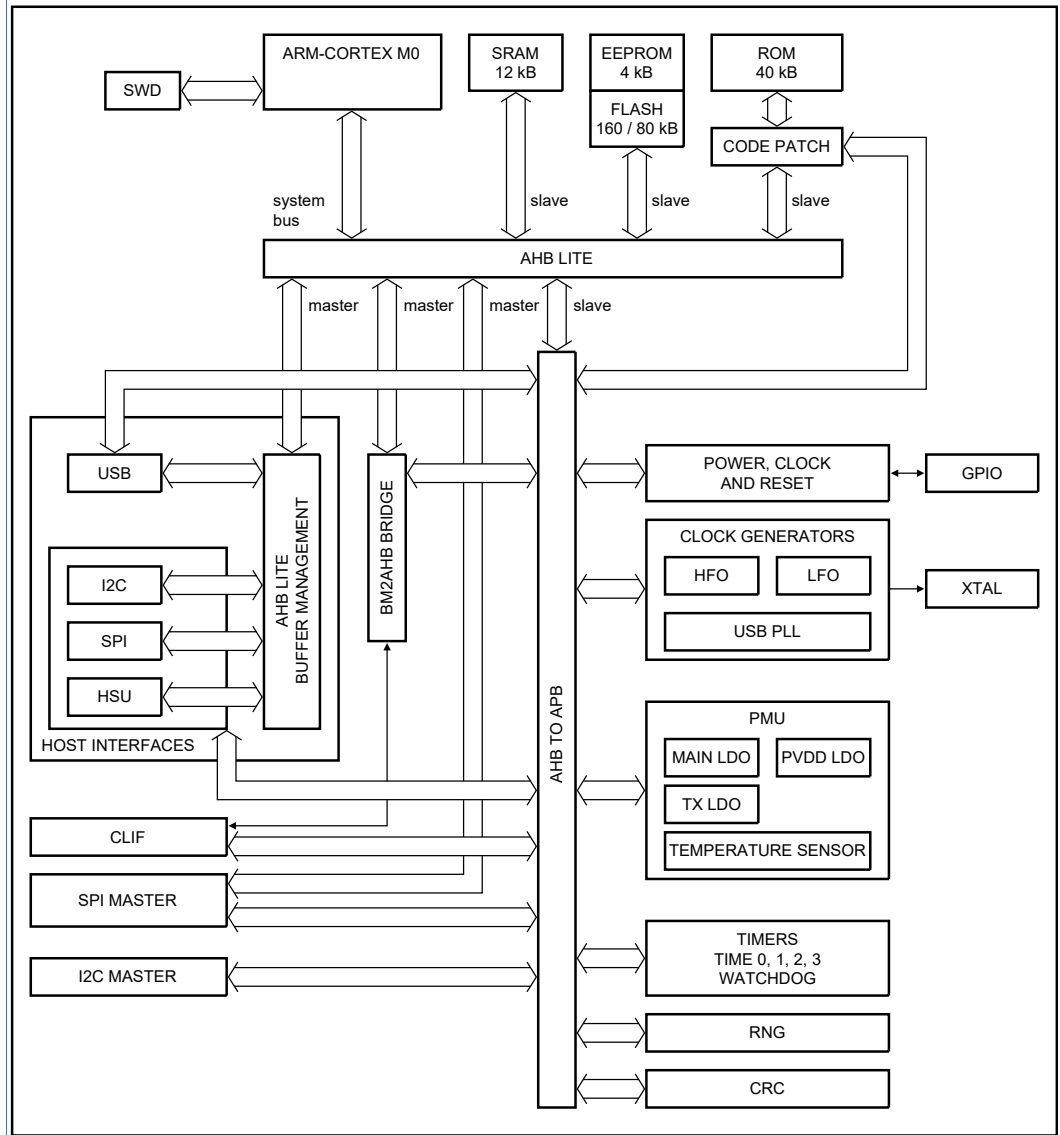 ARM-CORTEX M0
SRAM
12 kB
EEPROM
4 kB
ROM
40 kB
SWD
FLASH
160 / 80 kB
CODE PATCH
system
bus
slave
slave
slave
AHB LITE
master
master
master
slave
USB
AHB LITE
BUFFER MANAGEMENT
BM2AHB BRIDGE
POWER, CLOCK
AND RESET
GPIO
CLOCK GENERATORS
HFO
LFO
USB PLL
XTAL
I2C
SPI
HSU
HOST INTERFACES
AHB TO APB
PMU
MAIN LDO
PVDD LDO
TX LDO
TEMPERATURE SENSOR
CLIF
SPI MASTER
I2C MASTER
TIMERS
TIME 0, 1, 2, 3
WATCHDOG
RNG
CRC